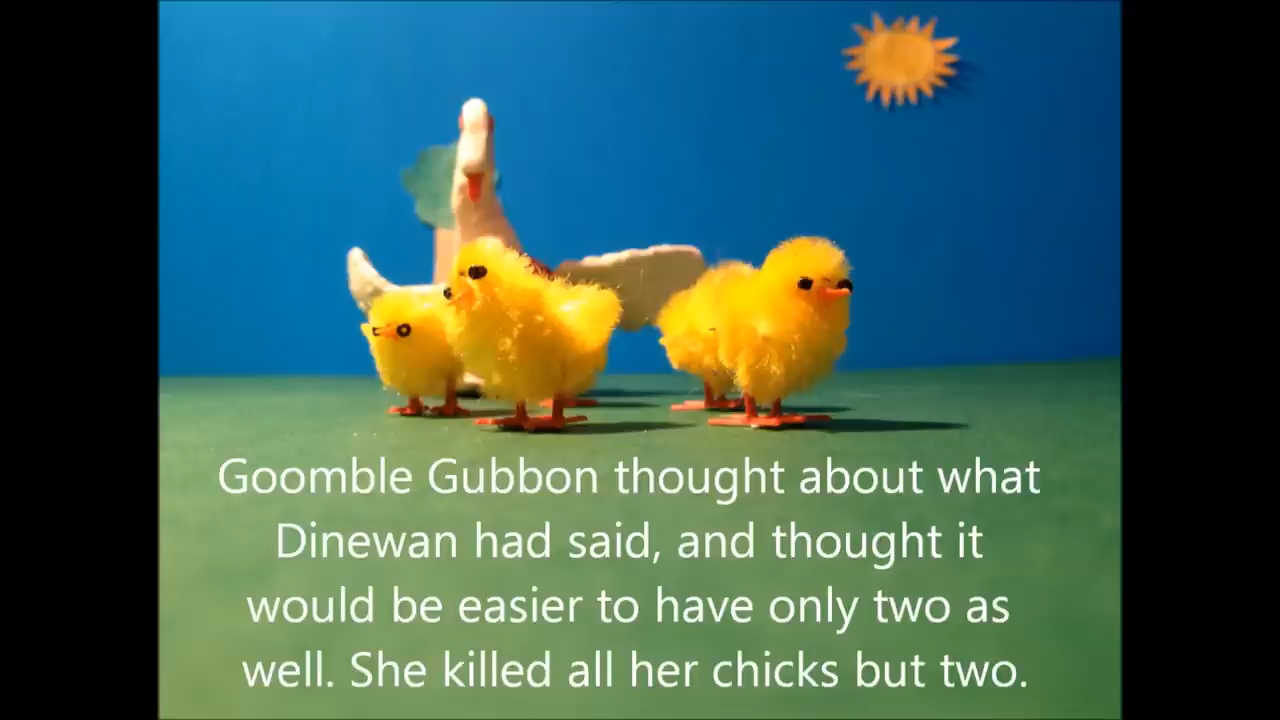 Goomble Gubbon thought about what
Dinewan had said, and thought it
would be easier to have only two as
well. She killed all her chicks but two.